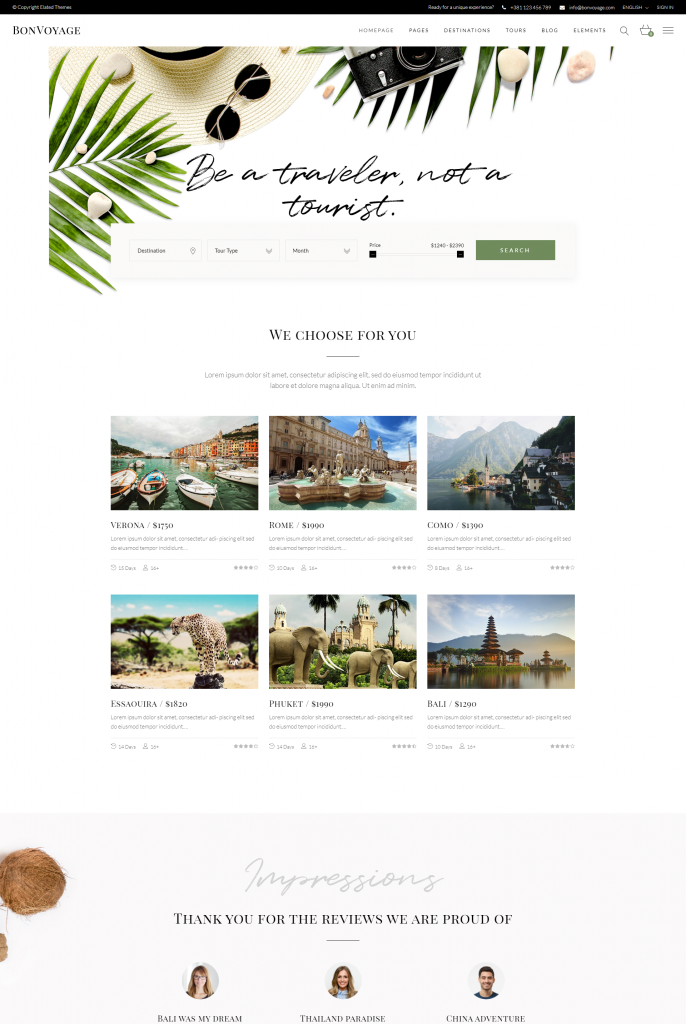 © Copyright Elated Themes
Ready for a unique experience? +381 123 456 789 info@bonvoyage.com ENGLISH SIGN IN
BONVOYAGE
HOMEPAGE PAGES DESTINATIONS TOURS BLOG ELEMENTS
Be a traveler, not a
tourist.
Destination Tour Type Month Price $1240 - $2390 SEARCH
WE CHOOSE FOR YOU
Lorem ipsum dolor sit amet, consectetur adipiscing elit, sed do eiusmod tempor incididunt ut
labore et dolore magna aliqua. Ut enim ad minim.
VERONA / $1750
Lorem ipsum dolor sit amet, consectetur adi- piscing elit sed
do eiusmod tempor incididunt...
15 Days 16+
ROME / $1990
Lorem ipsum dolor sit amet, consectetur adi- piscing elit sed
do eiusmod tempor incididunt...
10 Days 16+
COMO / $1390
Lorem ipsum dolor sit amet, consectetur adi- piscing elit sed
do eiusmod tempor incididunt...
8 Days 16+
ESSAOUIRA / $1820
Lorem ipsum dolor sit amet, consectetur adi- piscing elit sed
do eiusmod tempor incididunt...
14 Days 16+
PHUKET / $1990
Lorem ipsum dolor sit amet, consectetur adi- piscing elit sed
do eiusmod tempor incididunt...
14 Days 16+
BALI / $1290
Lorem ipsum dolor sit amet, consectetur adi- piscing elit sed
do eiusmod tempor incididunt...
10 Days 16+
Impressions
THANK YOU FOR THE REVIEWS WE ARE PROUD OF
BALI WAS MY DREAM
THAILAND PARADISE
CHINA ADVENTURE